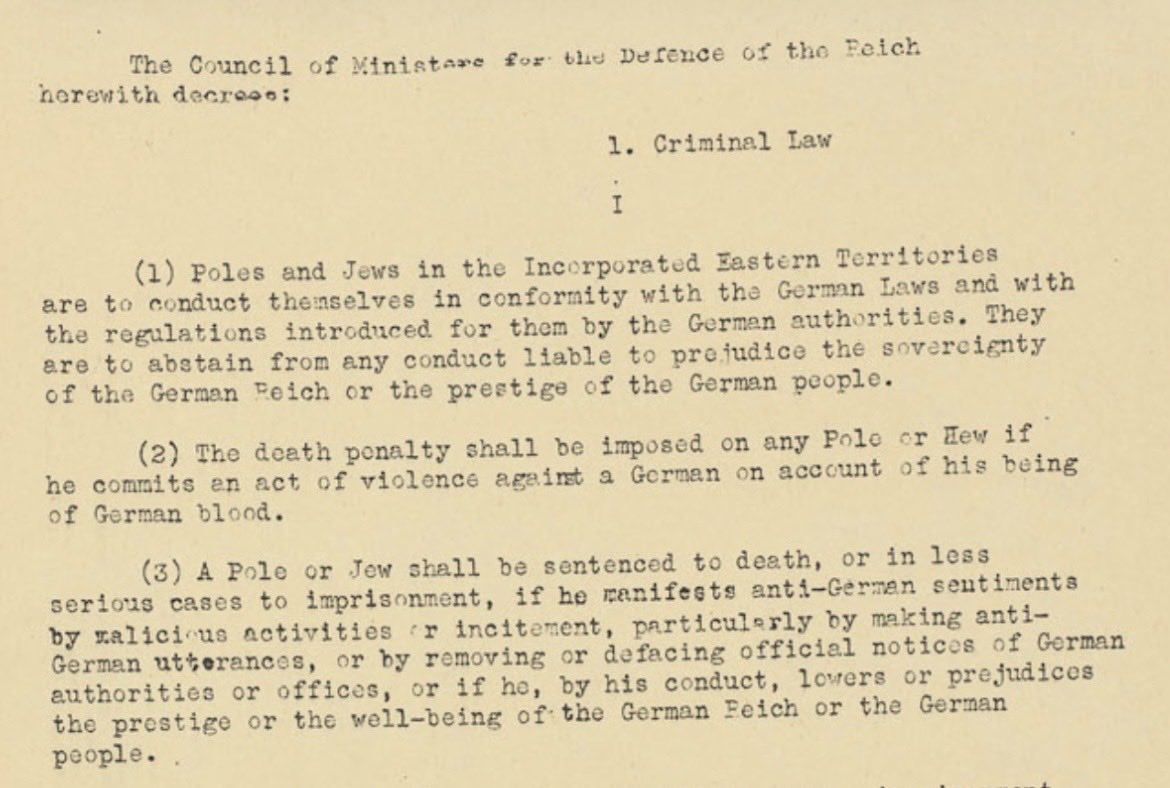 The Council of Ministers for the Defence of the Reich
herewith decrees:
1. Criminal Law
I
(1) Poles and Jews in the Incorporated Eastern Territories
are to conduct themselves in conformity with the German Laws and with
the regulations introduced for them by the German authorities. They
are to abstain from any conduct liable to prejudice the sovereignty
of the German Reich or the prestige of the German people.
(2) The death penalty shall be imposed on any Pole or Hew if
he commits an act of violence against a German on account of his being
of German blood.
(3) A Pole or Jew shall be sentenced to death, or in less
serious cases to imprisonment, if he manifests anti-German sentiments
by malicious activities or incitement, particularly by making anti-
German utterances, or by removing or defacing official notices of German
authorities or offices, or if he, by his conduct, lowers or prejudices
the prestige or the well-being of the German Reich or the German
people.